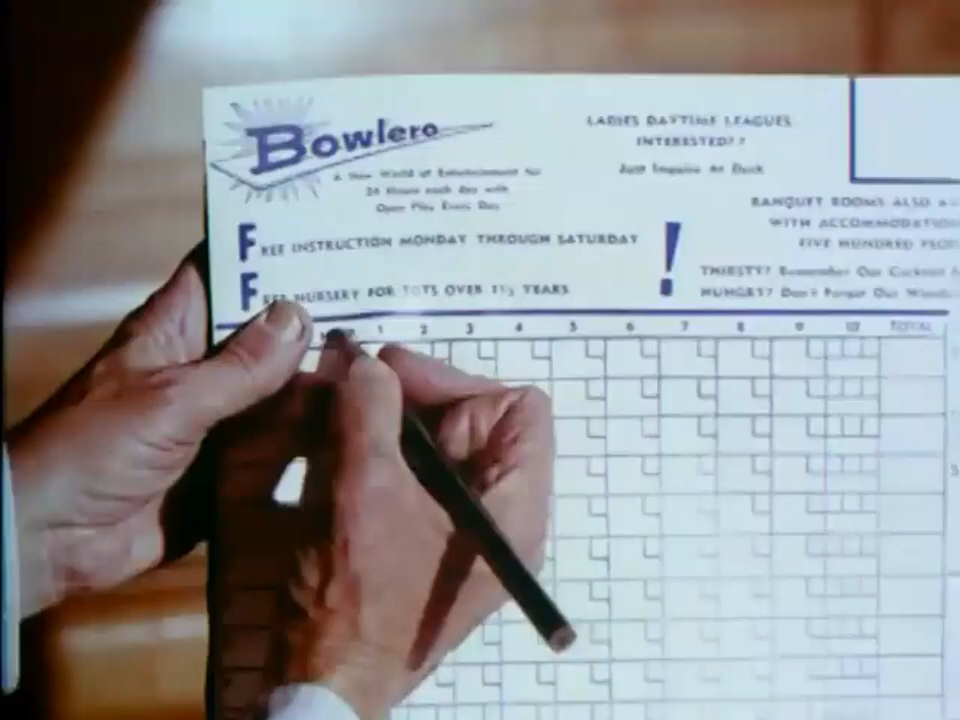 Bowlero
A New World of Entertainment for
24 Hours each day with
Open Play Every Day
LADIES DAYTIME LEAGUES
INTERESTED??
Just Inquire At Desk
BANQUET ROOMS ALSO
WITH ACCOMMODATION
FIVE HUNDRED PEOP
FREE INSTRUCTION MONDAY THROUGH SATURDAY
FREE NURSERY FOR TOTS OVER 1½ YEARS
!
THIRSTY? Remember Our Cocktail
HUNGRY? Don't Forget Our
1 2 3 4 5 6 7 8 9 10 TOTAL